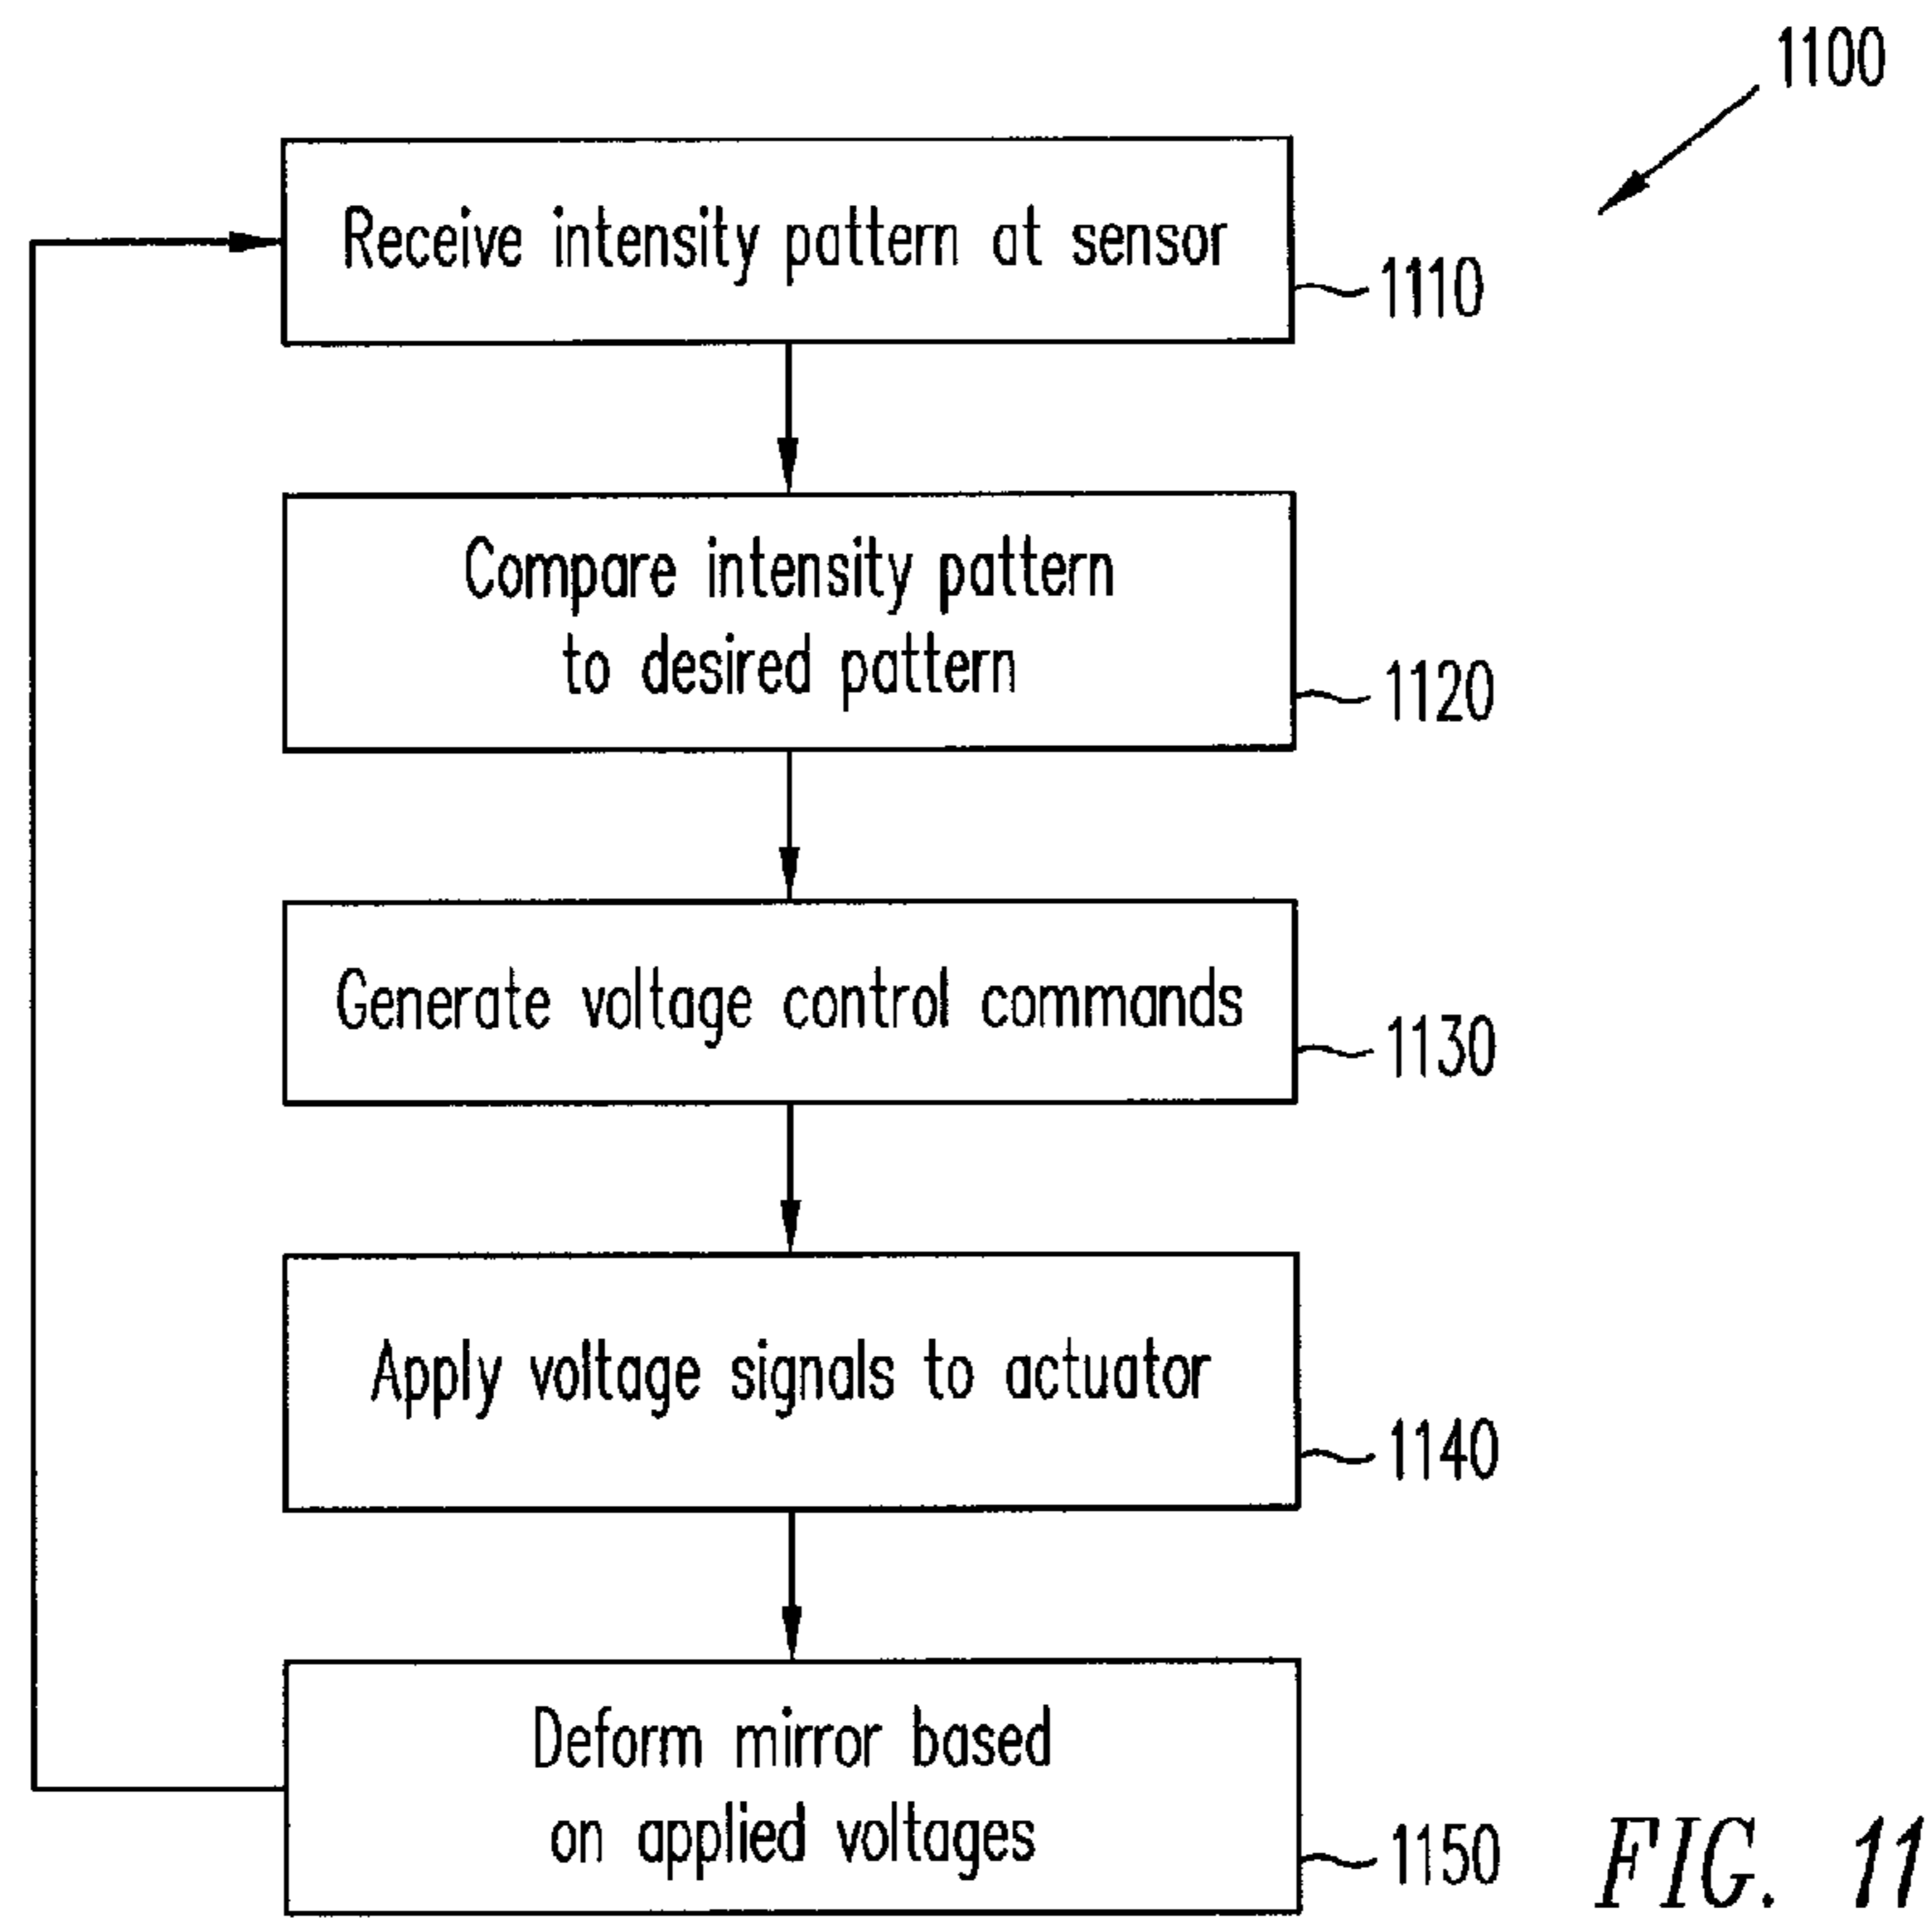 1100
Receive intensity pattern at sensor
1110
Compare intensity pattern
to desired pattern
1120
Generate voltage control commands
1130
Apply voltage signals to actuator
1140
Deform mirror based
on applied voltages
1150
FIG. 11